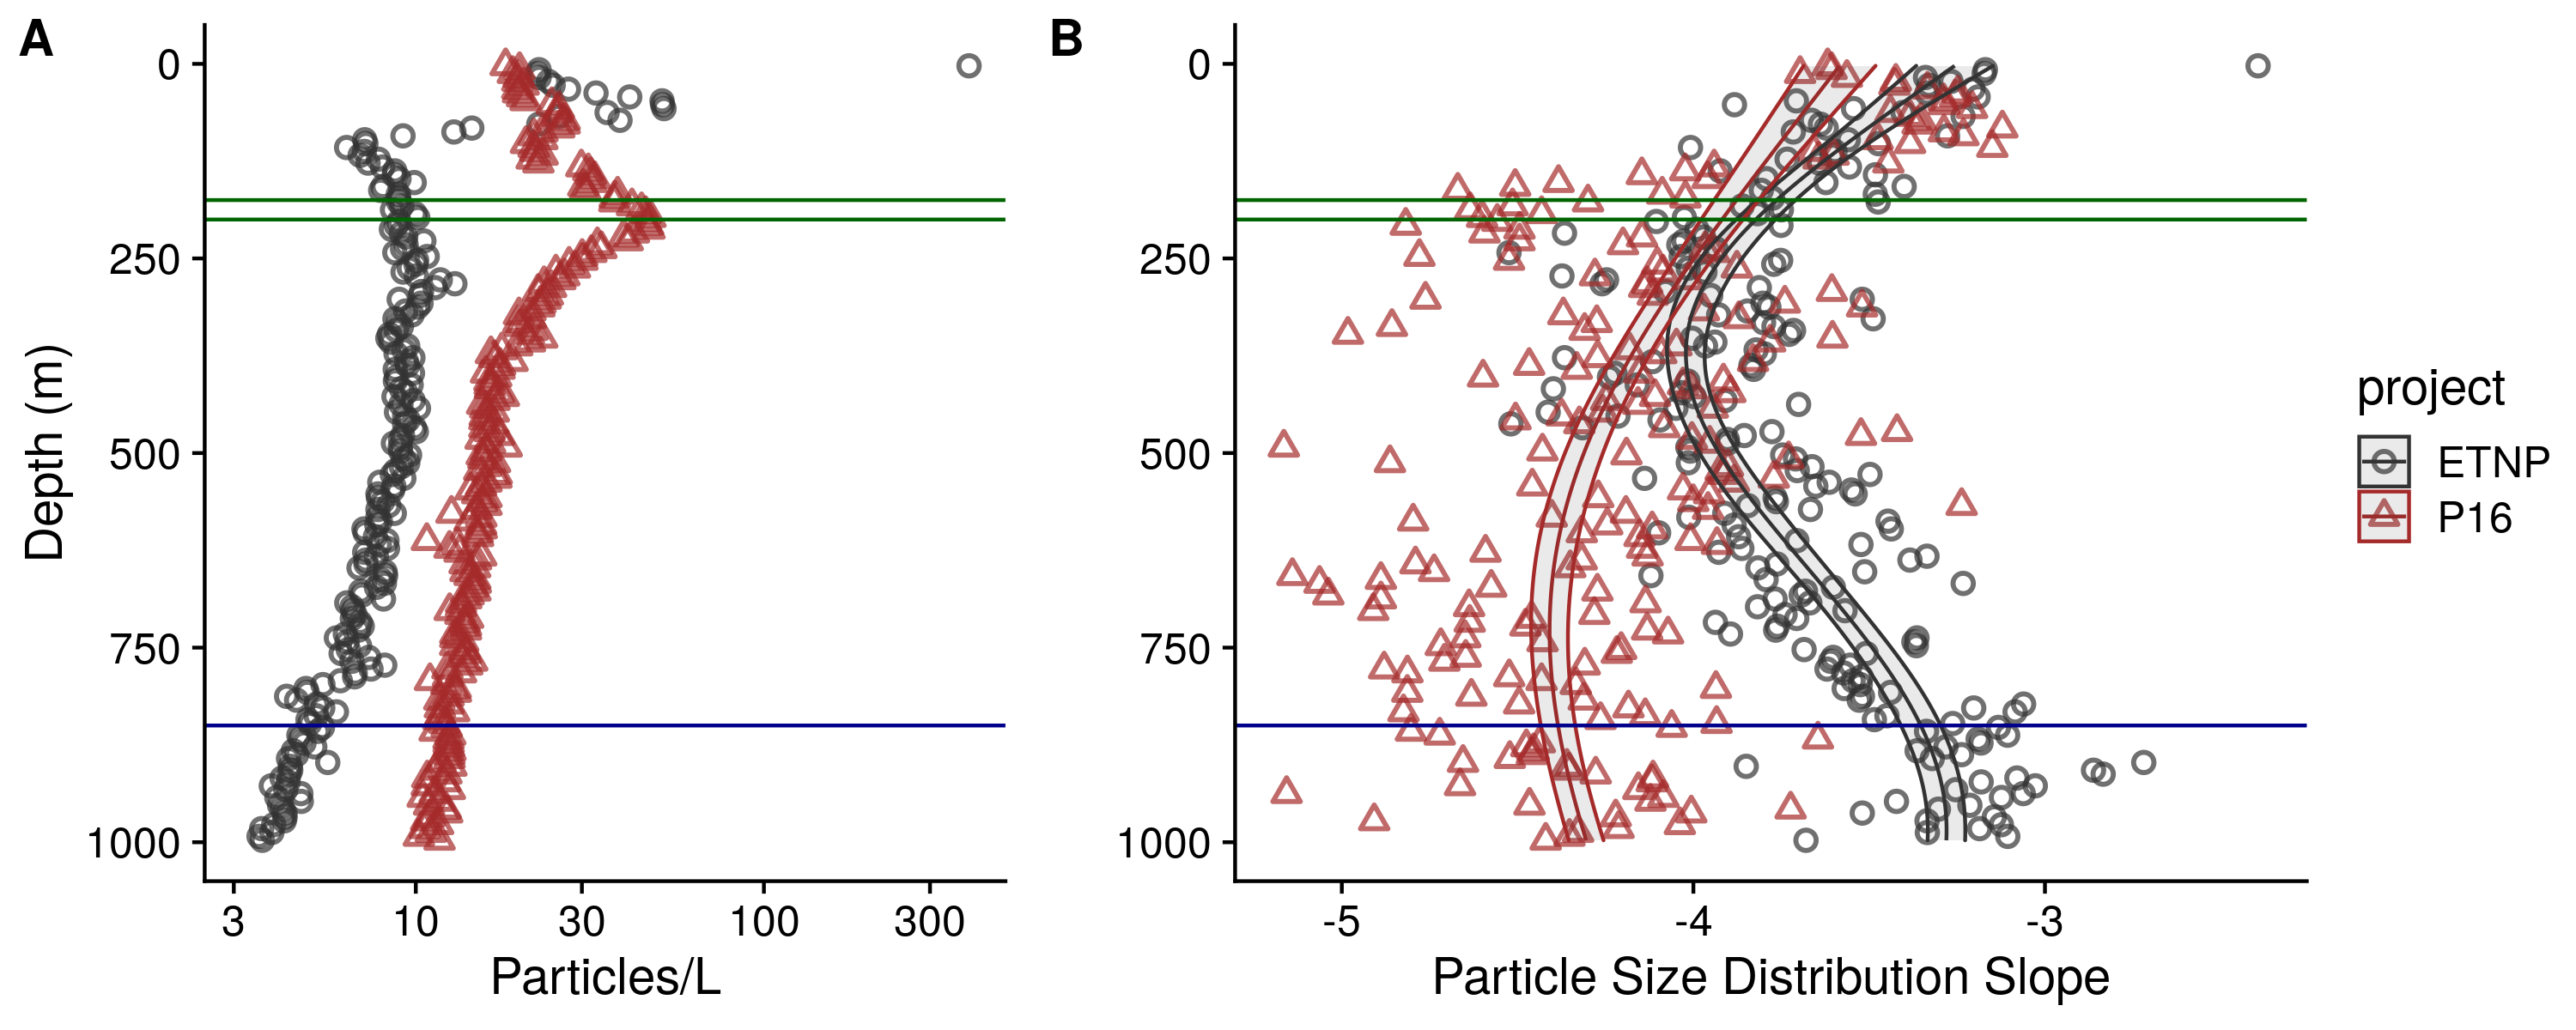 A
B
0
250
500
750
1000
Depth (m)
3
10
30
100
300
Particles/L
0
250
500
750
1000
-5
-4
-3
Particle Size Distribution Slope
project
ETNP
P16